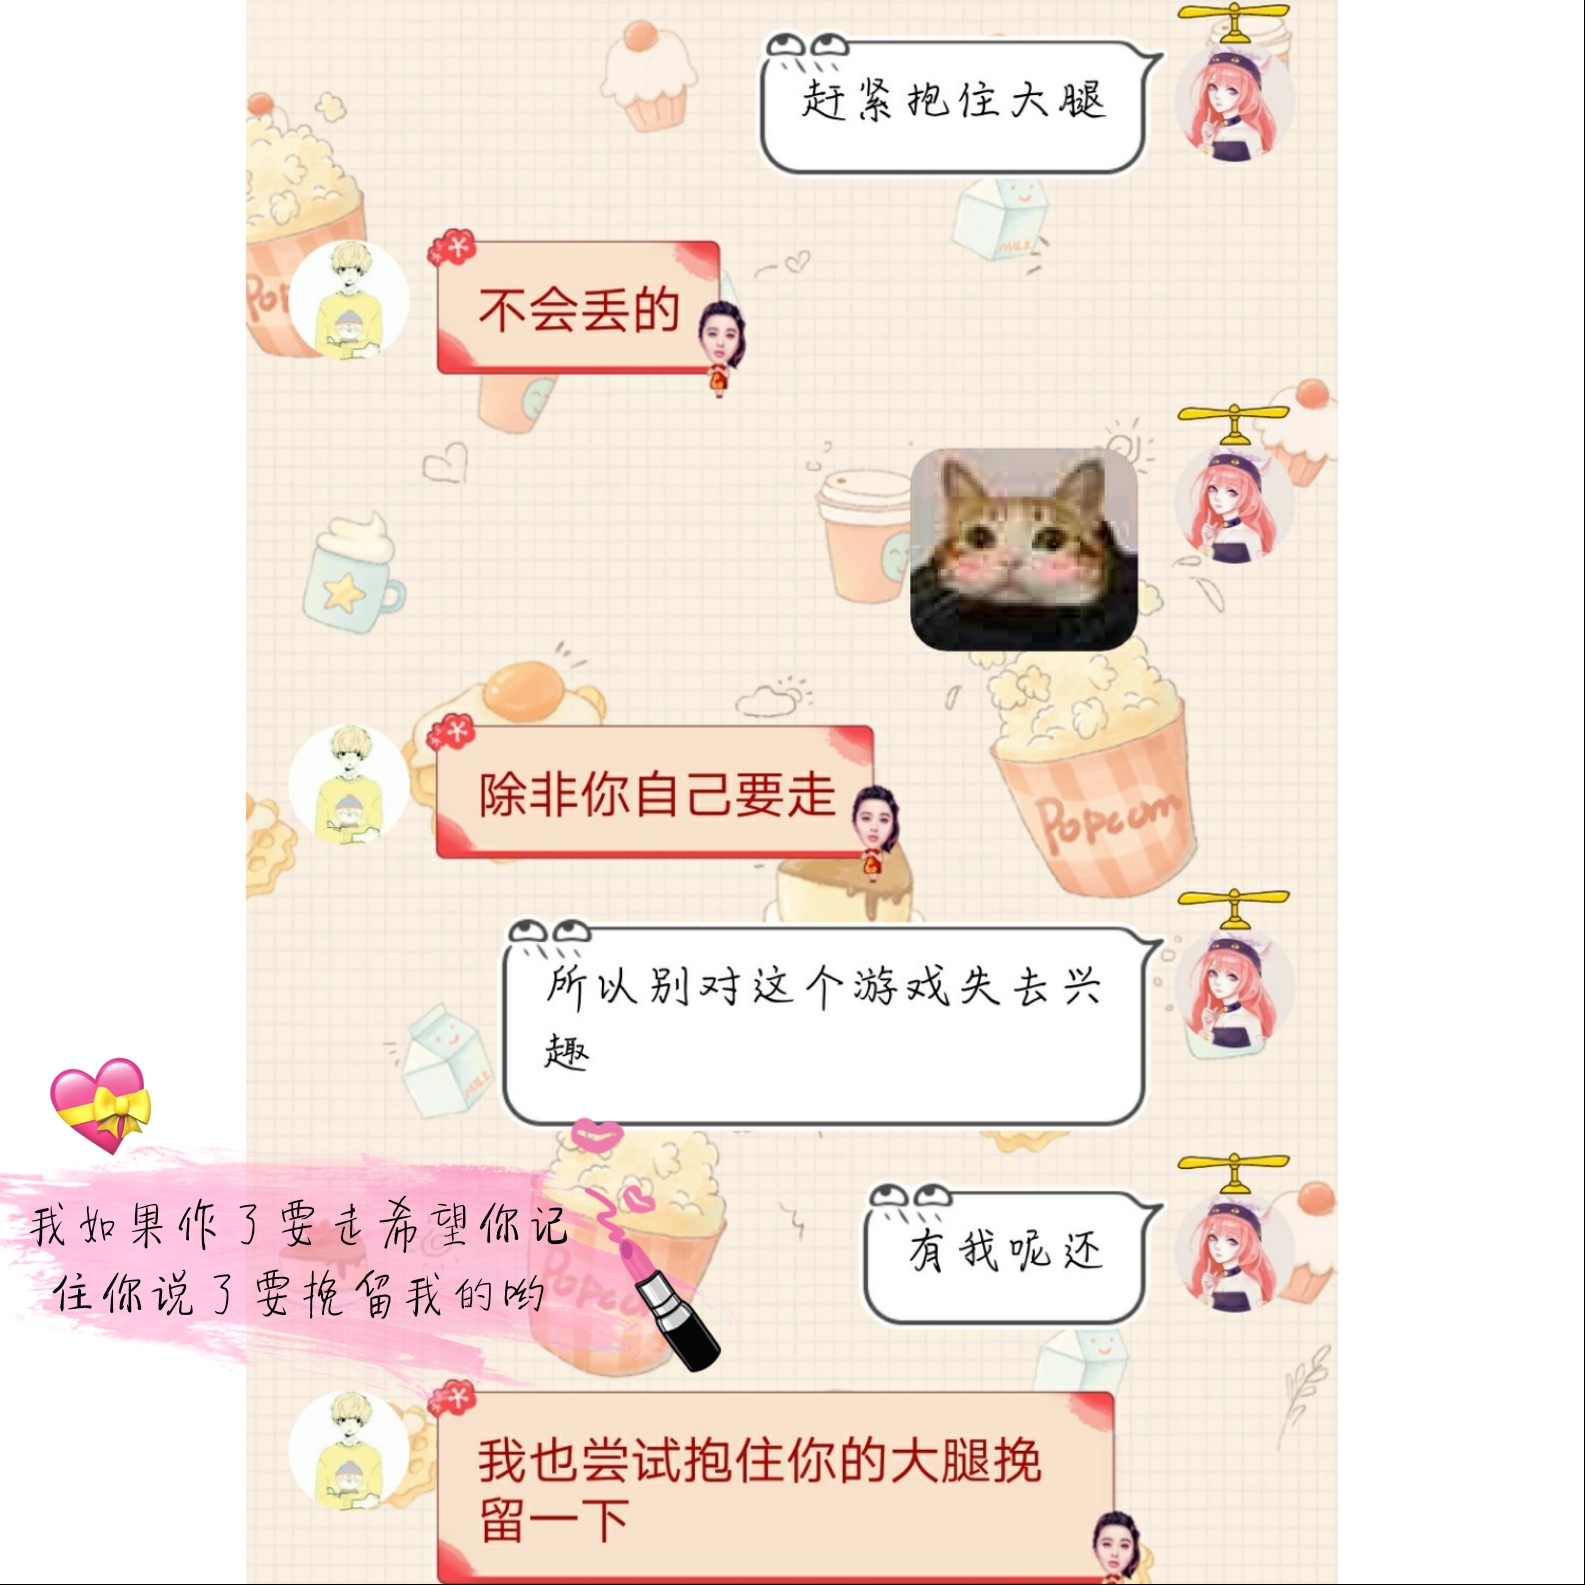 赶紧抱住大腿
不会丢的
除非你自己要走
所以别对这个游戏失去兴
趣
有我呢还
我如果作了要走希望你记
住你说了要挽留我的哟
我也尝试抱住你的大腿挽
留一下
Popcorn
MILK